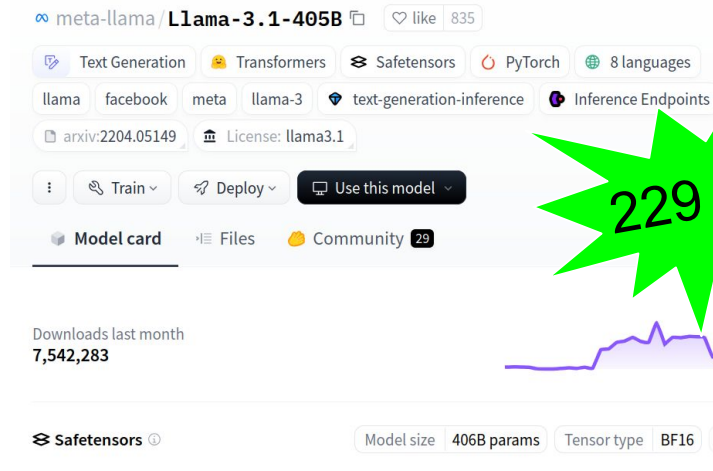 meta-llama/Llama-3.1-405B like 835
Text Generation Transformers Safetensors PyTorch 8 languages
llama facebook meta llama-3 text-generation-inference Inference Endpoints
arxiv:2204.05149 License: llama3.1
Train Deploy Use this model
229
Model card Files Community 29
Downloads last month
7,542,283
Safetensors Model size 406B params Tensor type BF16